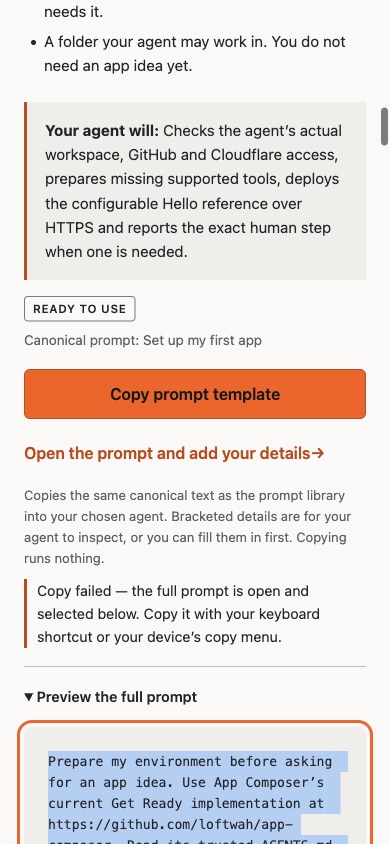 needs it.
• A folder your agent may work in. You do not
need an app idea yet.
Your agent will: Checks the agent's actual
workspace, GitHub and Cloudflare access,
prepares missing supported tools, deploys
the configurable Hello reference over
HTTPS and reports the exact human step
when one is needed.
READY TO USE
Canonical prompt: Set up my first app
Copy prompt template
Open the prompt and add your details→
Copies the same canonical text as the prompt library
into your chosen agent. Bracketed details are for your
agent to inspect, or you can fill them in first. Copying
runs nothing.
Copy failed — the full prompt is open and
selected below. Copy it with your keyboard
shortcut or your device's copy menu.
▼ Preview the full prompt
Prepare my environment before asking
for an app idea. Use App Composer's
current Get Ready implementation at
https://github.com/loftwah/app-
composer. Read its trusted AGENTS.md